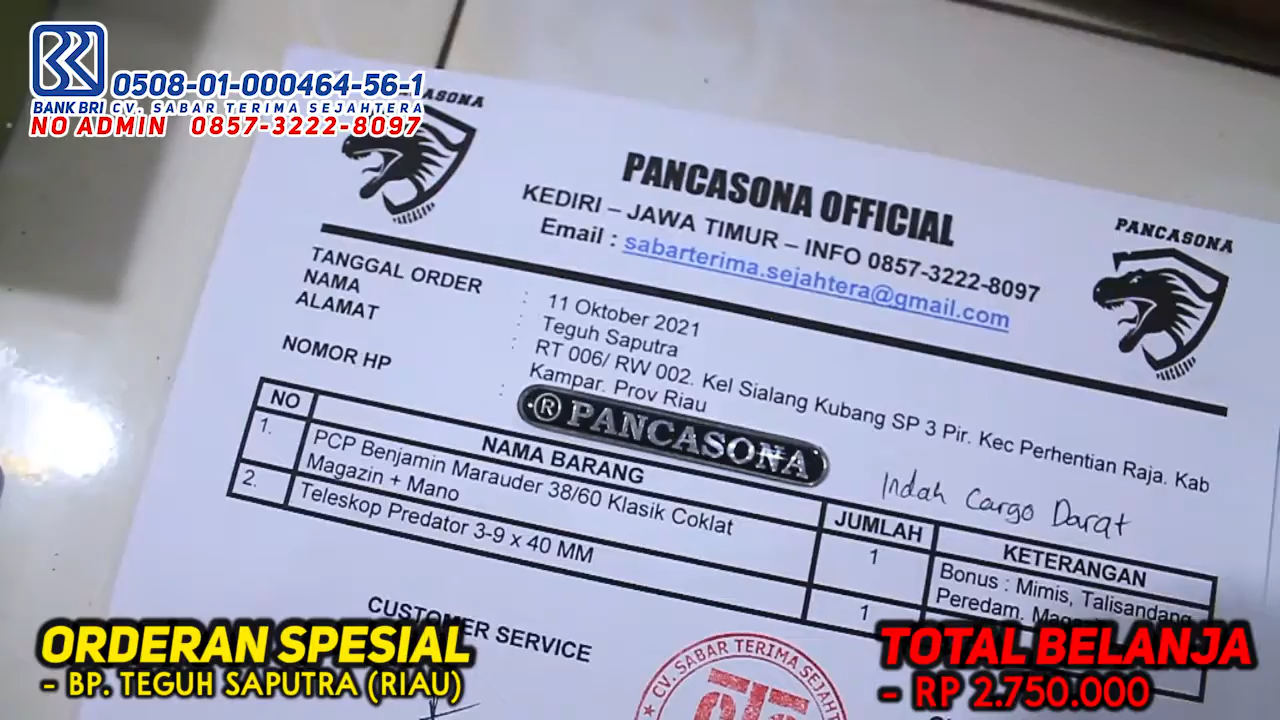 0508-01-000464-56-1
BANK BRI CV. SABAR TERIMA SEJAHTERA
NO ADMIN 0857-3222-8097
PANCASONA
PANCASONA OFFICIAL
KEDIRI – JAWA TIMUR – INFO 0857-3222-8097
Email : sabarterima.sejahtera@gmail.com
PANCASONA
PANCASONA
TANGGAL ORDER : 11 Oktober 2021
NAMA : Teguh Saputra
ALAMAT : RT 006/ RW 002. Kel Sialang Kubang SP 3 Pir. Kec Perhentian Raja. Kab
Kampar. Prov Riau
NOMOR HP :
® PANCASONA
Indah Cargo Darat
NO NAMA BARANG JUMLAH KETERANGAN
1. PCP Benjamin Marauder 38/60 Klasik Coklat
Magazin + Mano
1
Bonus : Mimis, Talisandang
Peredam,
2. Teleskop Predator 3-9 x 40 MM
1
CUSTOMER SERVICE
CV. SABAR TERIMA SEJAHT
STS
ORDERAN SPESIAL
- BP. TEGUH SAPUTRA (RIAU)
TOTAL BELANJA
- RP 2.750.000